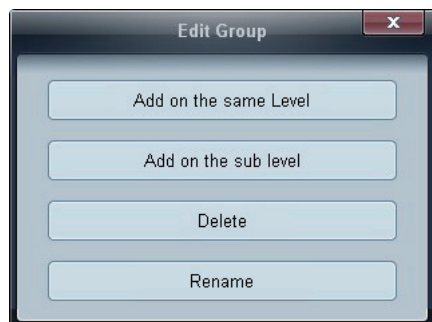 Edit Group
x
Add on the same Level
Add on the sub level
Delete
Rename